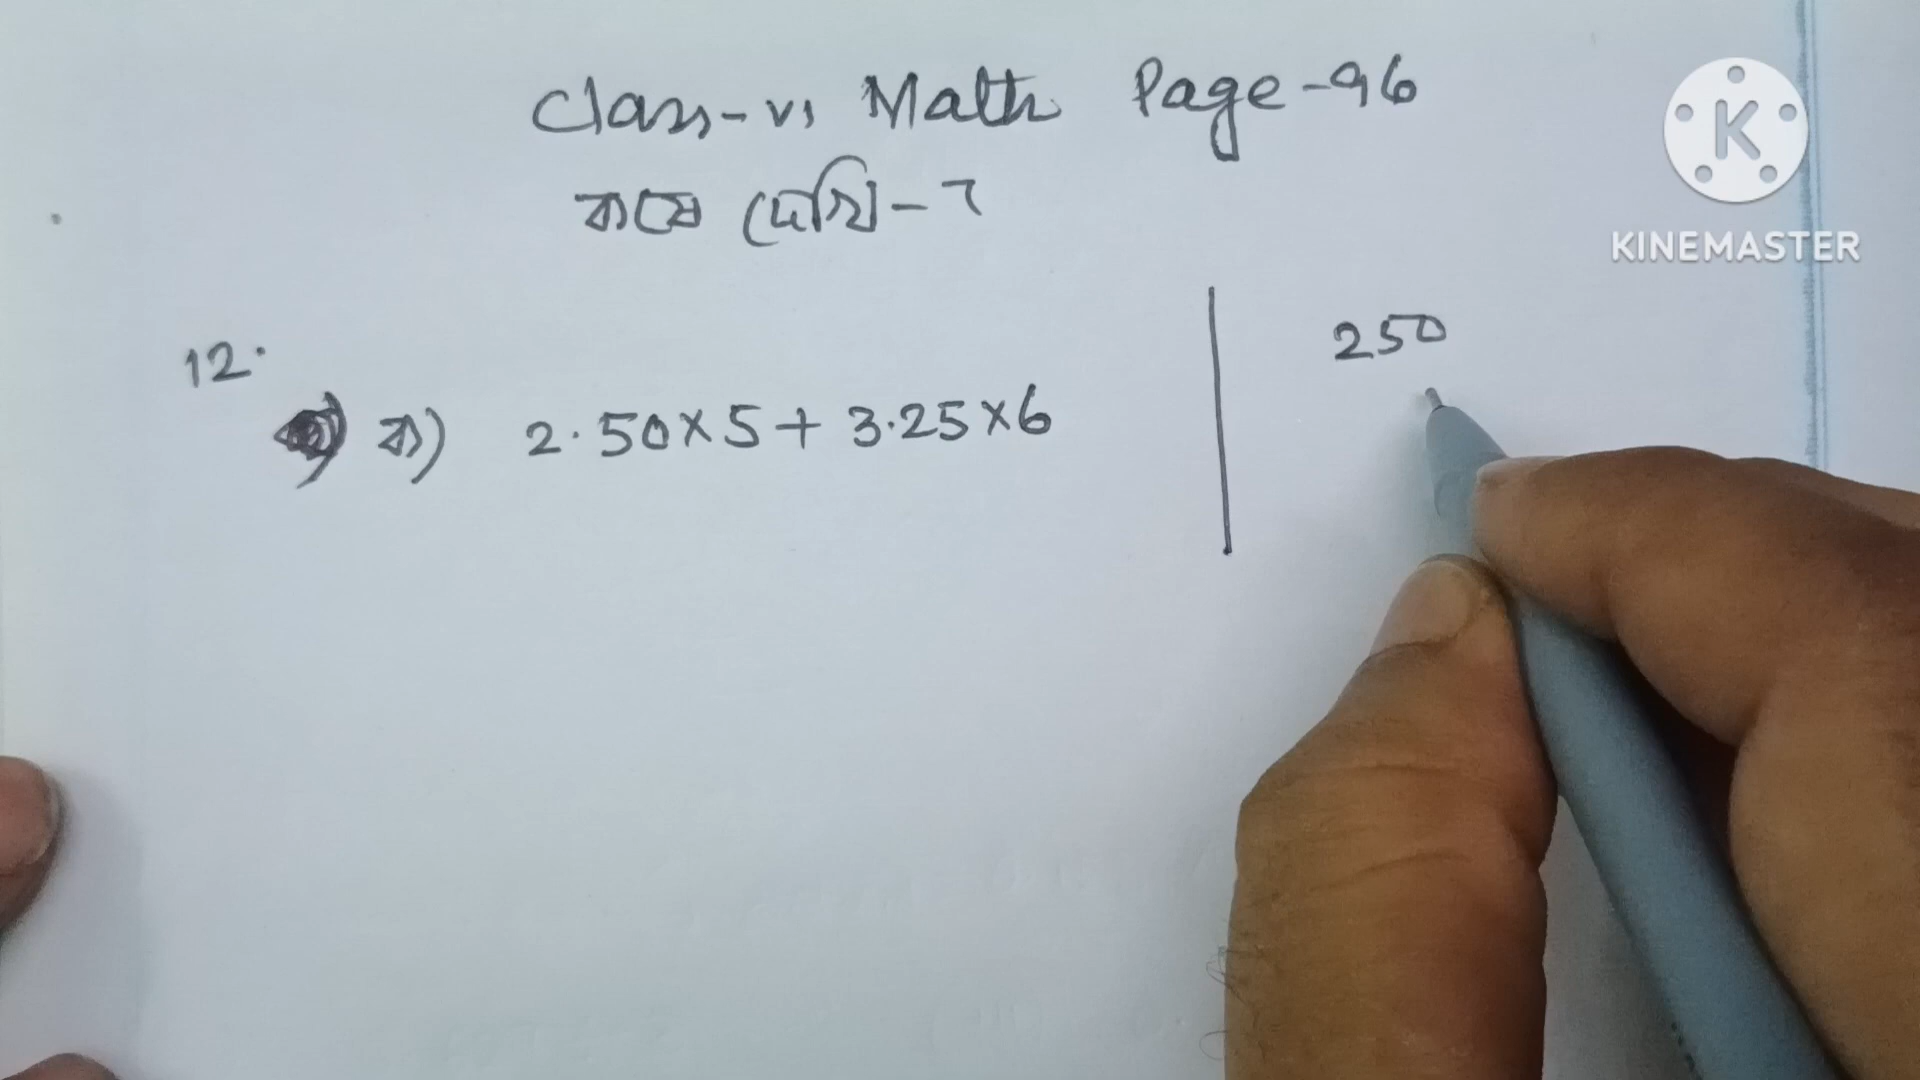 Class-VI Math Page-96
কষে দেখি-7
12.
ক) 2.50×5+3.25×6
250
K
KINEMASTER